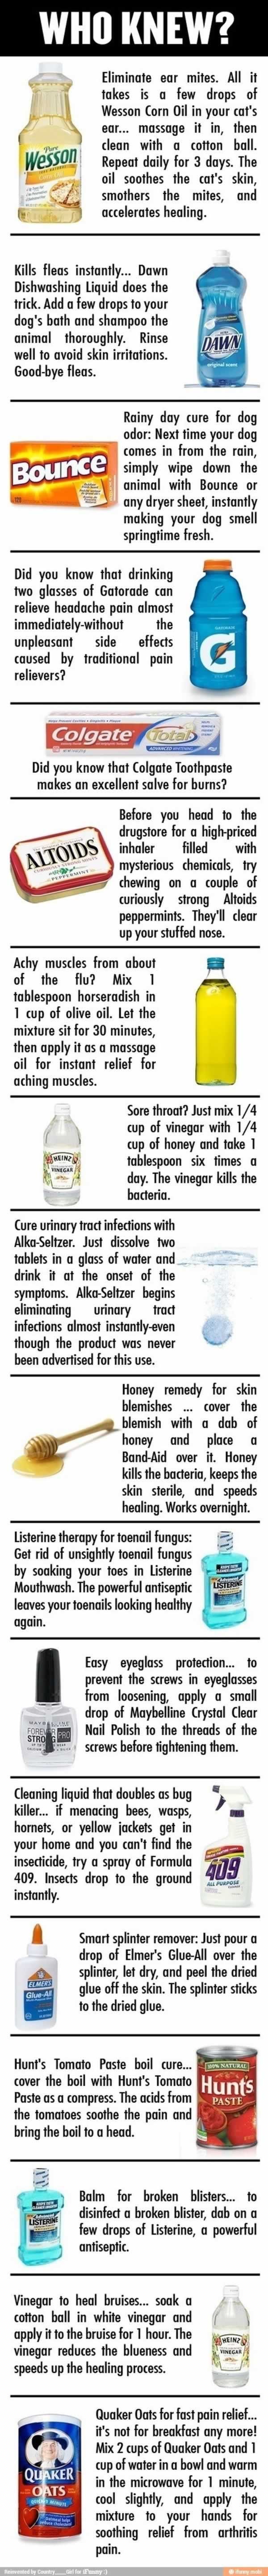 WHO KNEW?
Pure
Wesson
Eliminate ear mites. All it
takes is a few drops of
Wesson Corn Oil in your cat's
ear... massage it in, then
clean with a cotton ball.
Repeat daily for 3 days. The
oil soothes the cat's skin,
smothers the mites, and
accelerates healing.
Kills fleas instantly... Dawn
Dishwashing Liquid does the
trick. Add a few drops to your
dog's bath and shampoo the
animal thoroughly. Rinse
well to avoid skin irritations.
Good-bye fleas.
DAWN
original scent
Rainy day cure for dog
odor: Next time your dog
comes in from the rain,
simply wipe down the
animal with Bounce or
any dryer sheet, instantly
making your dog smell
springtime fresh.
Bounce
Did you know that drinking
two glasses of Gatorade can
relieve headache pain almost
immediately-without the
unpleasant side effects
caused by traditional pain
relievers?
G
Colgate Total
ADVANCED WHITENING
Did you know that Colgate Toothpaste
makes an excellent salve for burns?
Before you head to the
drugstore for a high-priced
inhaler filled with
mysterious chemicals, try
chewing on a couple of
curiously strong Altoids
peppermints. They'll clear
up your stuffed nose.
ALTOIDS
CURIOUSLY STRONG MINTS
PEPPERMINT
Achy muscles from about
of the flu? Mix 1
tablespoon horseradish in
1 cup of olive oil. Let the
mixture sit for 30 minutes,
then apply it as a massage
oil for instant relief for
aching muscles.
Sore throat? Just mix 1/4
cup of vinegar with 1/4
cup of honey and take 1
tablespoon six times a
day. The vinegar kills the
bacteria.
HEINZ
VINEGAR
Cure urinary tract infections with
Alka-Seltzer. Just dissolve two
tablets in a glass of water and
drink it at the onset of the
symptoms. Alka-Seltzer begins
eliminating urinary tract
infections almost instantly-even
though the product was never
been advertised for this use.
Honey remedy for skin
blemishes ... cover the
blemish with a dab of
honey and place a
Band-Aid over it. Honey
kills the bacteria, keeps the
skin sterile, and speeds
healing. Works overnight.
Listerine therapy for toenail fungus:
Get rid of unsightly toenail fungus
by soaking your toes in Listerine
Mouthwash. The powerful antiseptic
leaves your toenails looking healthy
again.
LISTERINE
Easy eyeglass protection... to
prevent the screws in eyeglasses
from loosening, apply a small
drop of Maybelline Crystal Clear
Nail Polish to the threads of the
screws before tightening them.
MAYBELLINE
FOREVER
STRONG PRO
Cleaning liquid that doubles as bug
killer... if menacing bees, wasps,
hornets, or yellow jackets get in
your home and you can't find the
insecticide, try a spray of Formula
409. Insects drop to the ground
instantly.
409
ALL PURPOSE
Smart splinter remover: Just pour a
drop of Elmer's Glue-All over the
splinter, let dry, and peel the dried
glue off the skin. The splinter sticks
to the dried glue.
ELMER'S
Glue-All
Hunt's Tomato Paste boil cure...
cover the boil with Hunt's Tomato
Paste as a compress. The acids from
the tomatoes soothe the pain and
bring the boil to a head.
100% NATURAL
Hunt's
PASTE
Balm for broken blisters... to
disinfect a broken blister, dab on a
few drops of Listerine, a powerful
antiseptic.
LISTERINE
Vinegar to heal bruises... soak a
cotton ball in white vinegar and
apply it to the bruise for 1 hour. The
vinegar reduces the blueness and
speeds up the healing process.
HEINZ
VINEGAR
Quaker Oats for fast pain relief...
it's not for breakfast any more!
Mix 2 cups of Quaker Oats and 1
cup of water in a bowl and warm
in the microwave for 1 minute,
cool slightly, and apply the
mixture to your hands for
soothing relief from arthritis
pain.
QUAKER
OATS